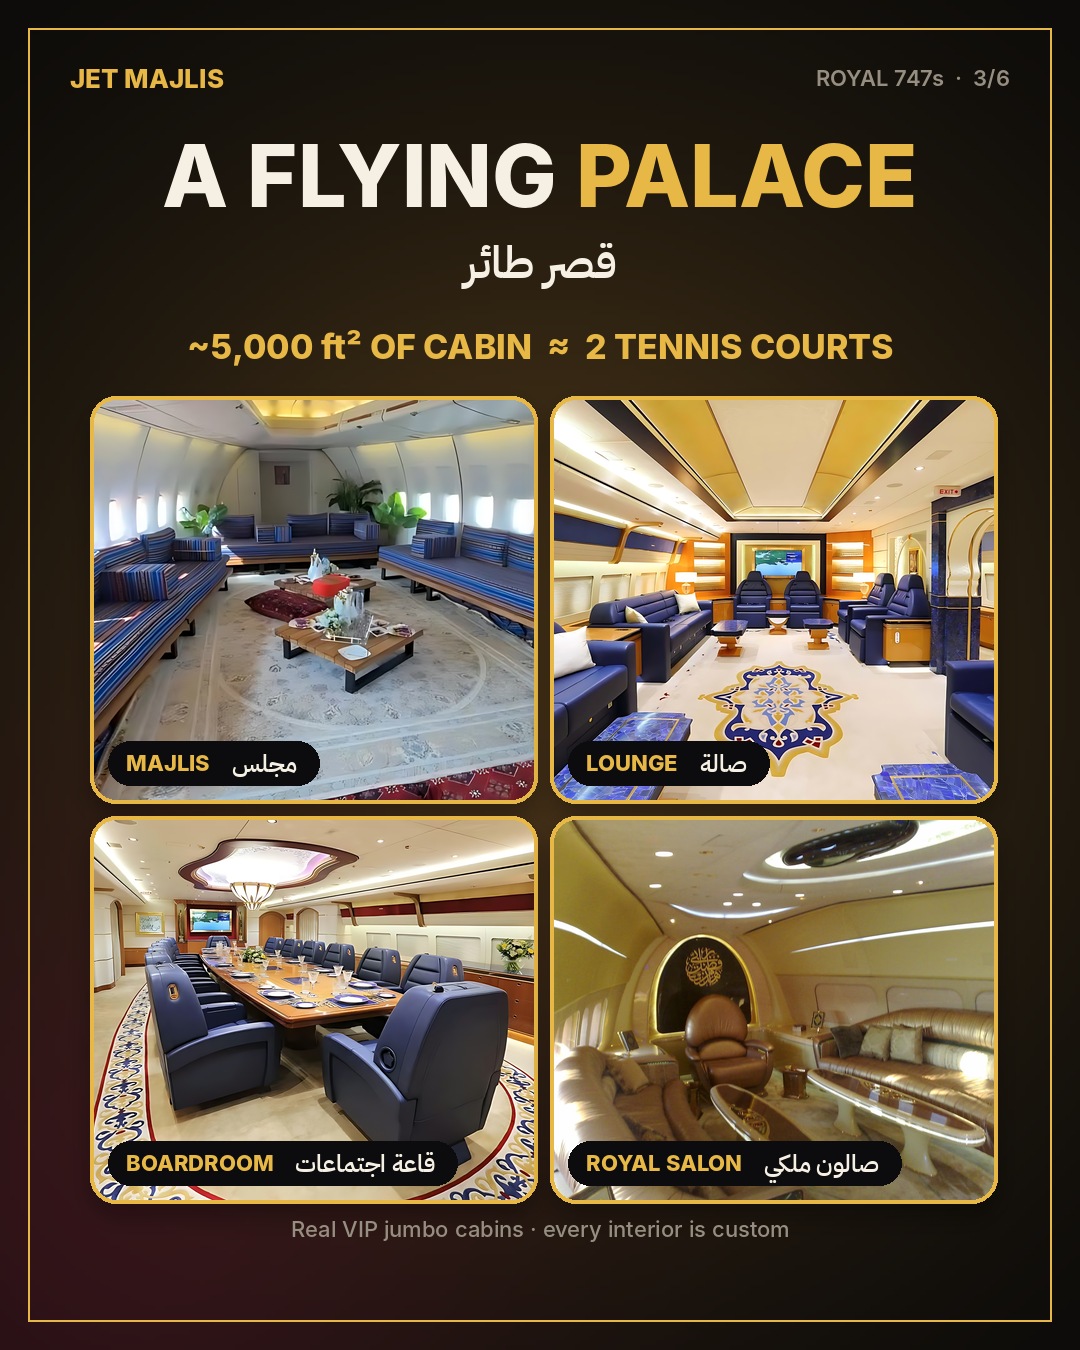 JET MAJLIS
ROYAL 747s · 3/6
A FLYING PALACE
قصر طائر
~5,000 ft² OF CABIN ≈ 2 TENNIS COURTS
EXIT
MAJLIS مجلس
LOUNGE صالة
BOARDROOM قاعة اجتماعات
ROYAL SALON صالون ملكي
Real VIP jumbo cabins · every interior is custom